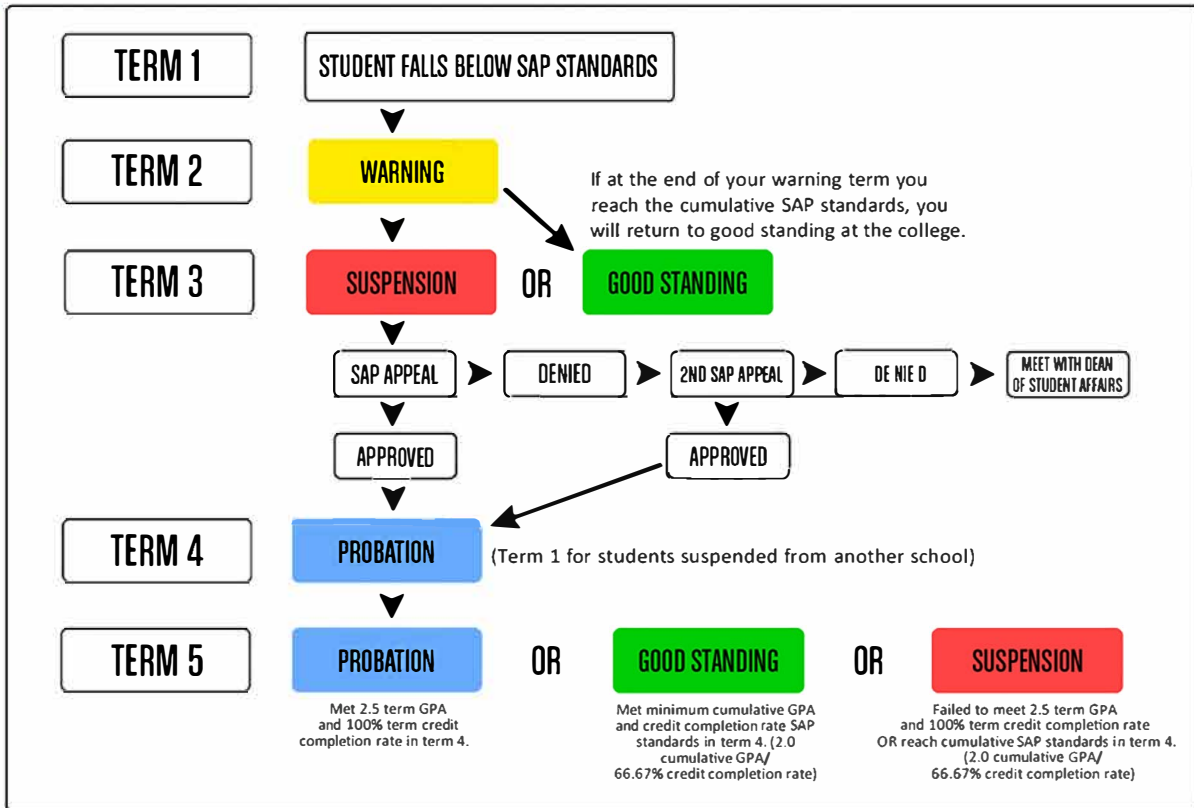 TERM 1
STUDENT FALLS BELOW SAP STANDARDS
TERM 2
WARNING
If at the end of your warning term you
reach the cumulative SAP standards, you
will return to good standing at the college.
TERM 3
SUSPENSION
OR
GOOD STANDING
SAP APPEAL
DENIED
2ND SAP APPEAL
DENIED
MEET WITH DEAN
OF STUDENT AFFAIRS
APPROVED
APPROVED
TERM 4
PROBATION
(Term 1 for students suspended from another school)
TERM 5
PROBATION
OR
GOOD STANDING
OR
SUSPENSION
Met 2.5 term GPA
and 100% term credit
completion rate in term 4.
Met minimum cumulative GPA
and credit completion rate SAP
standards in term 4. (2.0
cumulative GPA/
66.67% credit completion rate)
Failed to meet 2.5 term GPA
and 100% term credit completion rate
OR reach cumulative SAP standards in term 4.
(2.0 cumulative GPA/
66.67% credit completion rate)